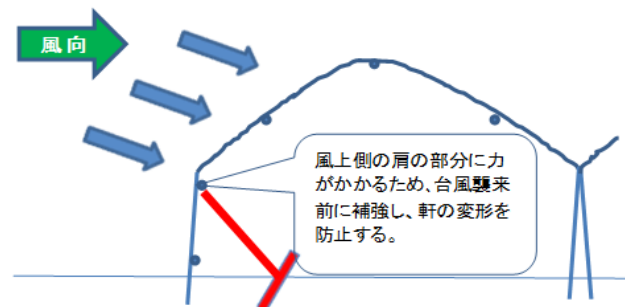 風向
風上側の肩の部分に力
がかかるため、台風襲来
前に補強し、軒の変形を
防止する。